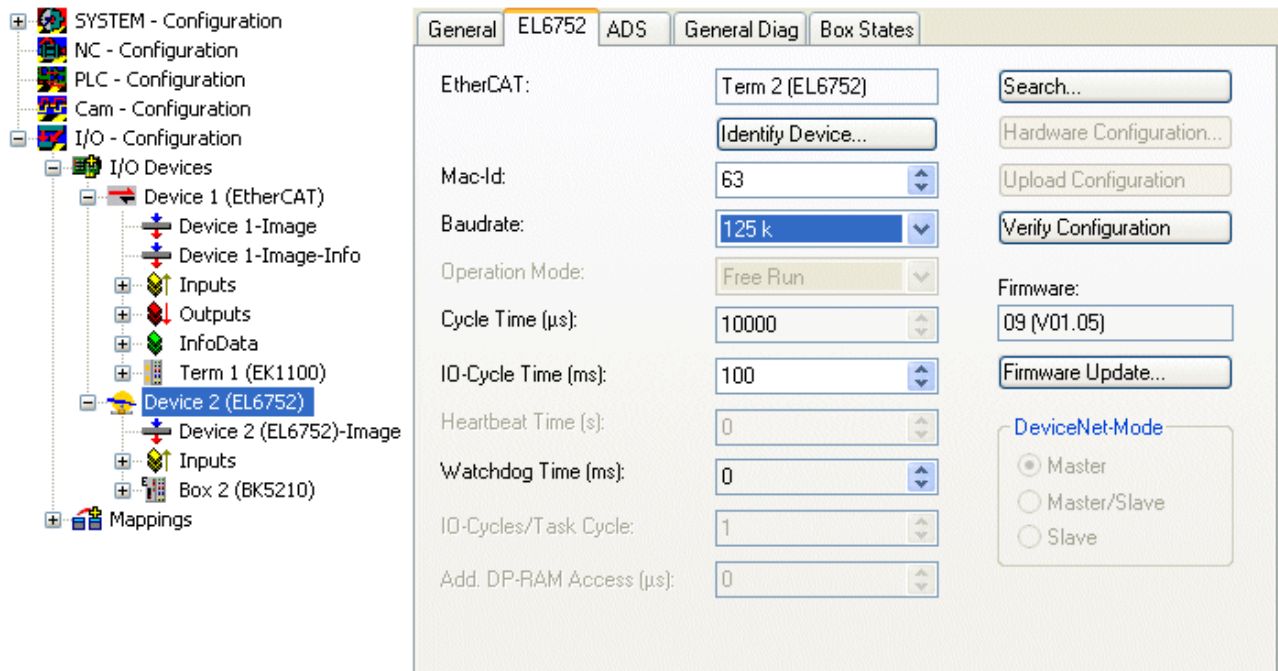 SYSTEM - Configuration
NC - Configuration
PLC - Configuration
Cam - Configuration
I/O - Configuration
I/O Devices
Device 1 (EtherCAT)
Device 1-Image
Device 1-Image-Info
Inputs
Outputs
InfoData
Term 1 (EK1100)
Device 2 (EL6752)
Device 2 (EL6752)-Image
Inputs
Box 2 (BK5210)
Mappings
General EL6752 ADS General Diag Box States
EtherCAT: Term 2 (EL6752) Search...
Identify Device... Hardware Configuration...
Mac-Id: 63 Upload Configuration
Baudrate: 125 k Verify Configuration
Operation Mode: Free Run
Firmware:
Cycle Time (µs): 10000 09 (V01.05)
IO-Cycle Time (ms): 100 Firmware Update...
Heartbeat Time (s): 0 DeviceNet-Mode
Master
Watchdog Time (ms): 0
Master/Slave
IO-Cycles/Task Cycle: 1 Slave
Add. DP-RAM Access (µs): 0